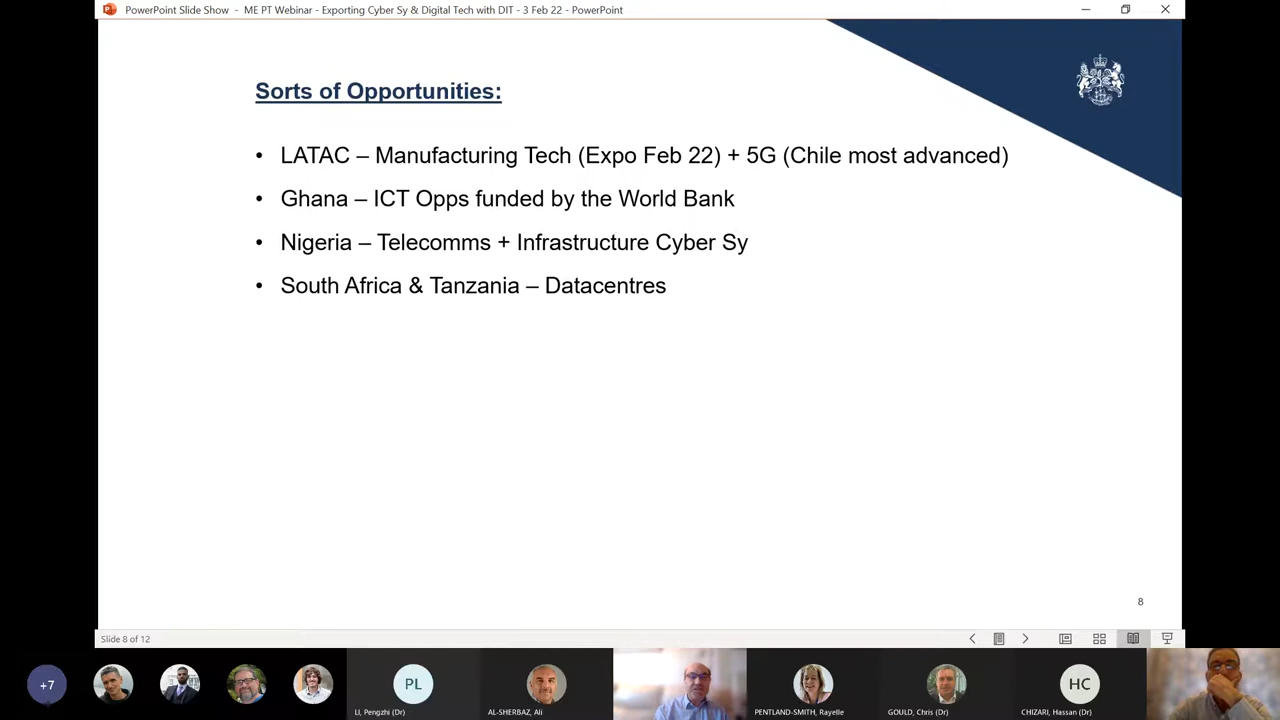 PowerPoint Slide Show - ME PT Webinar - Exporting Cyber Sy & Digital Tech with DIT - 3 Feb 22 - PowerPoint
Sorts of Opportunities:
• LATAC – Manufacturing Tech (Expo Feb 22) + 5G (Chile most advanced)
• Ghana – ICT Opps funded by the World Bank
• Nigeria – Telecomms + Infrastructure Cyber Sy
• South Africa & Tanzania – Datacentres
8
Slide 8 of 12
+7
PL
HC
LI, Pengzhi (Dr)
AL-SHERBAZ, Ali
PENTLAND-SMITH, Rayelle
GOULD, Chris (Dr)
CHIZARI, Hassan (Dr)